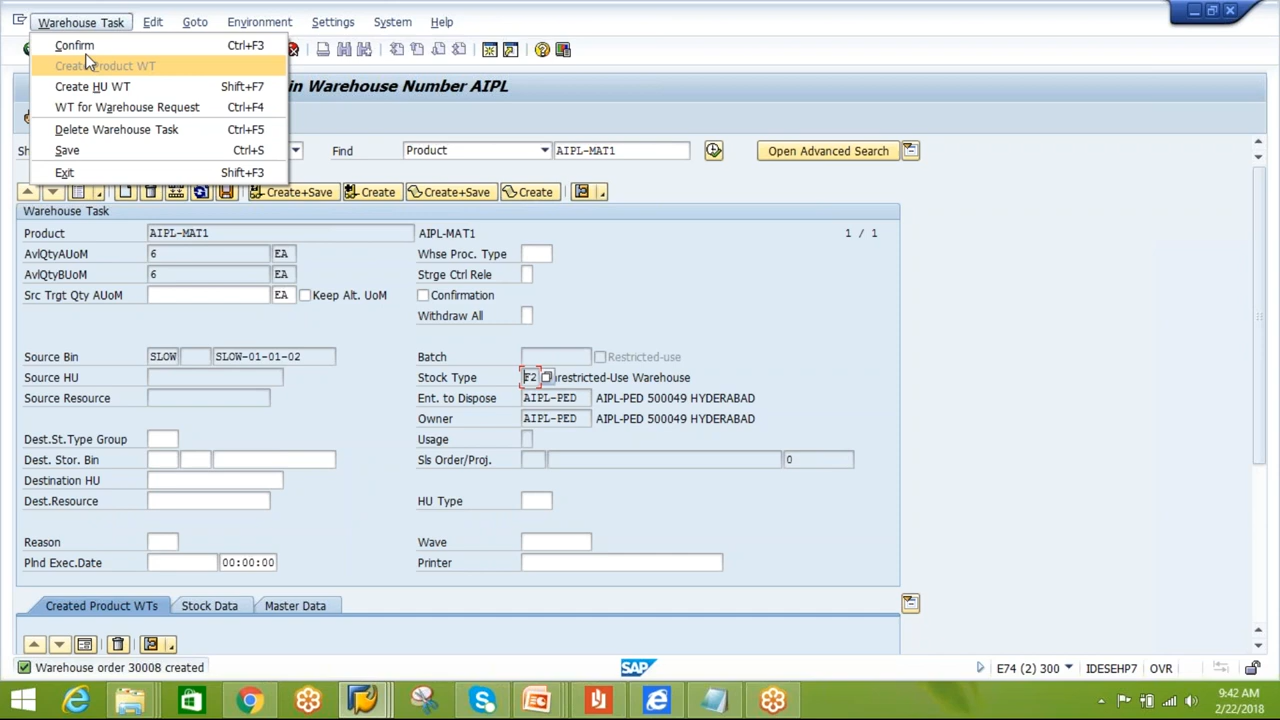 Warehouse Task Edit Goto Environment Settings System Help
Confirm Ctrl+F3
Create Product WT
Create HU WT Shift+F7
WT for Warehouse Request Ctrl+F4
Delete Warehouse Task Ctrl+F5
Save Ctrl+S
Exit Shift+F3
in Warehouse Number AIPL
Find Product AIPL-MAT1 Open Advanced Search
Create+Save Create Create+Save Create
Warehouse Task
Product AIPL-MAT1 AIPL-MAT1 1 / 1
AvlQtyAUoM 6 EA Whse Proc. Type
AvlQtyBUoM 6 EA Strge Ctrl Rele
Src Trgt Qty AUoM EA Keep Alt. UoM Confirmation
Withdraw All
Source Bin SLOW SLOW-01-01-02 Batch Restricted-use
Source HU Stock Type F2 restricted-Use Warehouse
Source Resource Ent. to Dispose AIPL-PED AIPL-PED 500049 HYDERABAD
Owner AIPL-PED AIPL-PED 500049 HYDERABAD
Dest.St.Type Group Usage
Dest. Stor. Bin Sls Order/Proj. 0
Destination HU
Dest.Resource HU Type
Reason Wave
Plnd Exec.Date 00:00:00 Printer
Created Product WTs Stock Data Master Data
Warehouse order 30008 created SAP E74 (2) 300 IDESEHP7 OVR
9:42 AM
2/22/2018